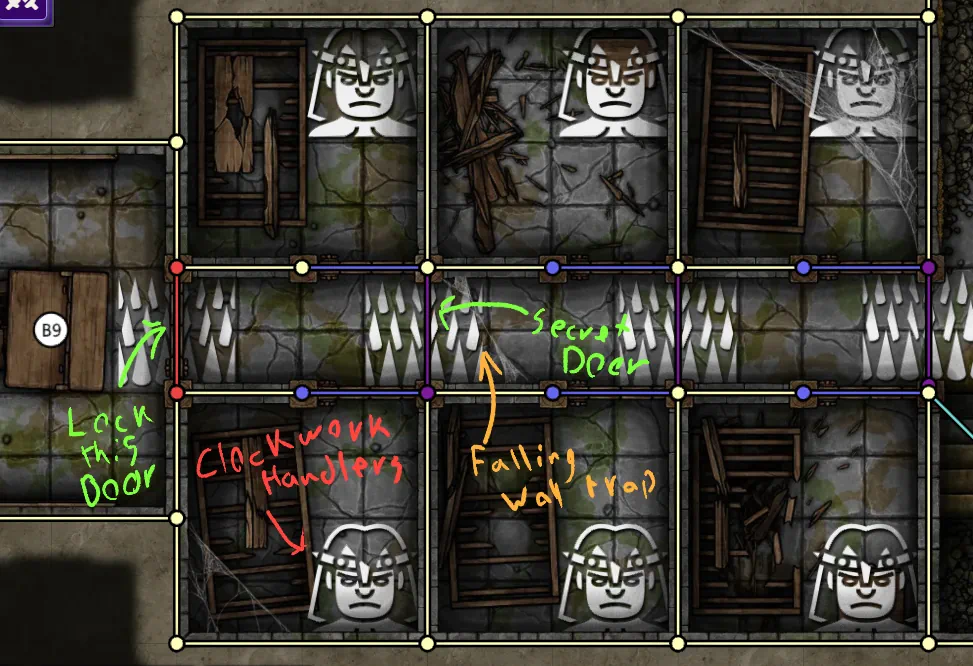 B9
Secret
Door
Lock
this
Door
Clockwork
Handlers
Falling
wall trap